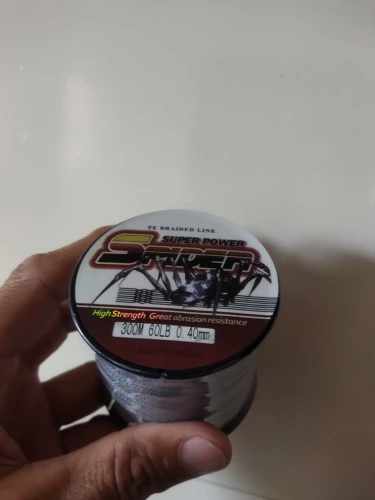 PE BRAIDED LINE
SUPER POWER
SPIDER
High Strength Great abrasion resistance
300M 60LB 0.40mm